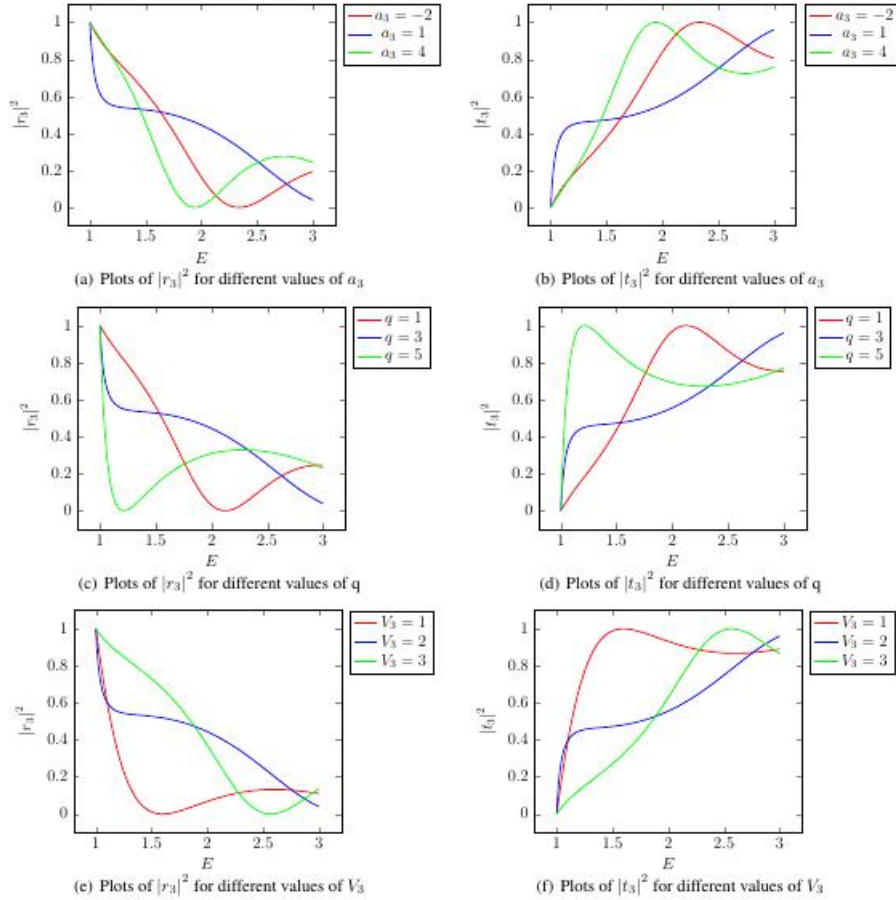 a₃ = −2
a₃ = 1
a₃ = 4
1
0.8
0.6
0.4
0.2
0
|r₃|²
1 1.5 2 2.5 3
E
(a) Plots of |r₃|² for different values of a₃
a₃ = −2
a₃ = 1
a₃ = 4
1
0.8
0.6
0.4
0.2
0
|t₃|²
1 1.5 2 2.5 3
E
(b) Plots of |t₃|² for different values of a₃
q = 1
q = 3
q = 5
1
0.8
0.6
0.4
0.2
0
|r₃|²
1 1.5 2 2.5 3
E
(c) Plots of |r₃|² for different values of q
q = 1
q = 3
q = 5
1
0.8
0.6
0.4
0.2
0
|t₃|²
1 1.5 2 2.5 3
E
(d) Plots of |t₃|² for different values of q
V₃ = 1
V₃ = 2
V₃ = 3
1
0.8
0.6
0.4
0.2
0
|r₃|²
1 1.5 2 2.5 3
E
(e) Plots of |r₃|² for different values of V₃
V₃ = 1
V₃ = 2
V₃ = 3
1
0.8
0.6
0.4
0.2
0
|t₃|²
1 1.5 2 2.5 3
E
(f) Plots of |t₃|² for different values of V₃